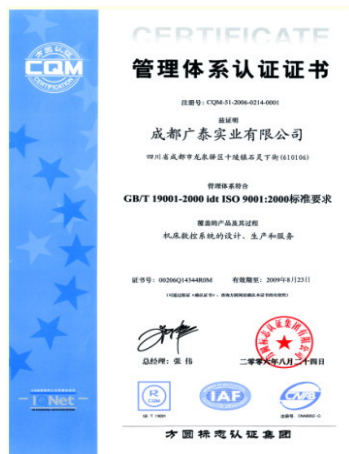 方圆认证
CQM
CERTIFICATION
CERTIFICATE
管理体系认证证书
注册号: CQM-51-2006-0214-0001
兹证明
成都广泰实业有限公司
四川省成都市龙泉驿区十陵镇石灵下街(610106)
管理体系符合
GB/T 19001-2000 idt ISO 9001:2000标准要求
覆盖的产品及其过程
机床数控系统的设计、生产和服务
证书号: 00206Q14344R0M 有效期至: 2009年8月23日
总经理: 张 伟
二零零六年八月二十四日
IQNet
R
IAF
CNAB
方圆标志认证集团